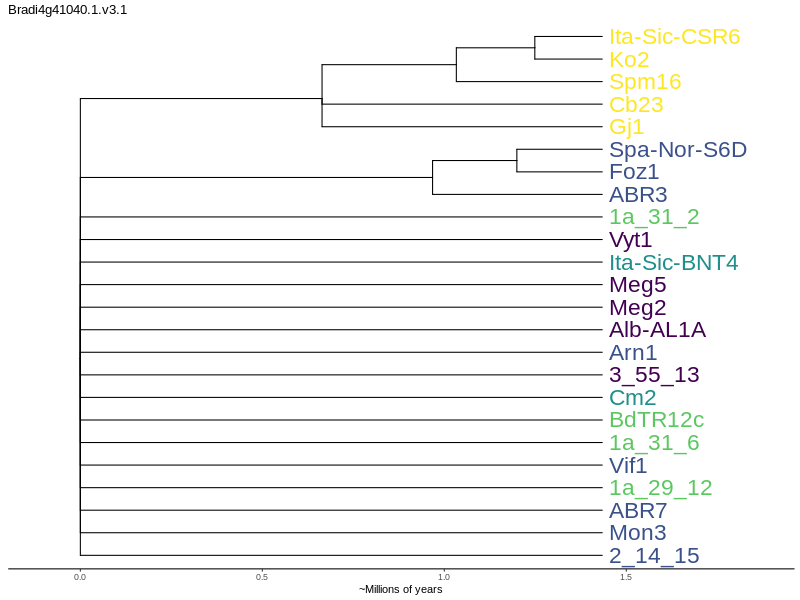 Bradi4g41040.1.v3.1
Ita-Sic-CSR6
Ko2
Spm16
Cb23
Gj1
Spa-Nor-S6D
Foz1
ABR3
1a_31_2
Vyt1
Ita-Sic-BNT4
Meg5
Meg2
Alb-AL1A
Arn1
3_55_13
Cm2
BdTR12c
1a_31_6
Vif1
1a_29_12
ABR7
Mon3
2_14_15
0.0 0.5 1.0 1.5
~Millions of years